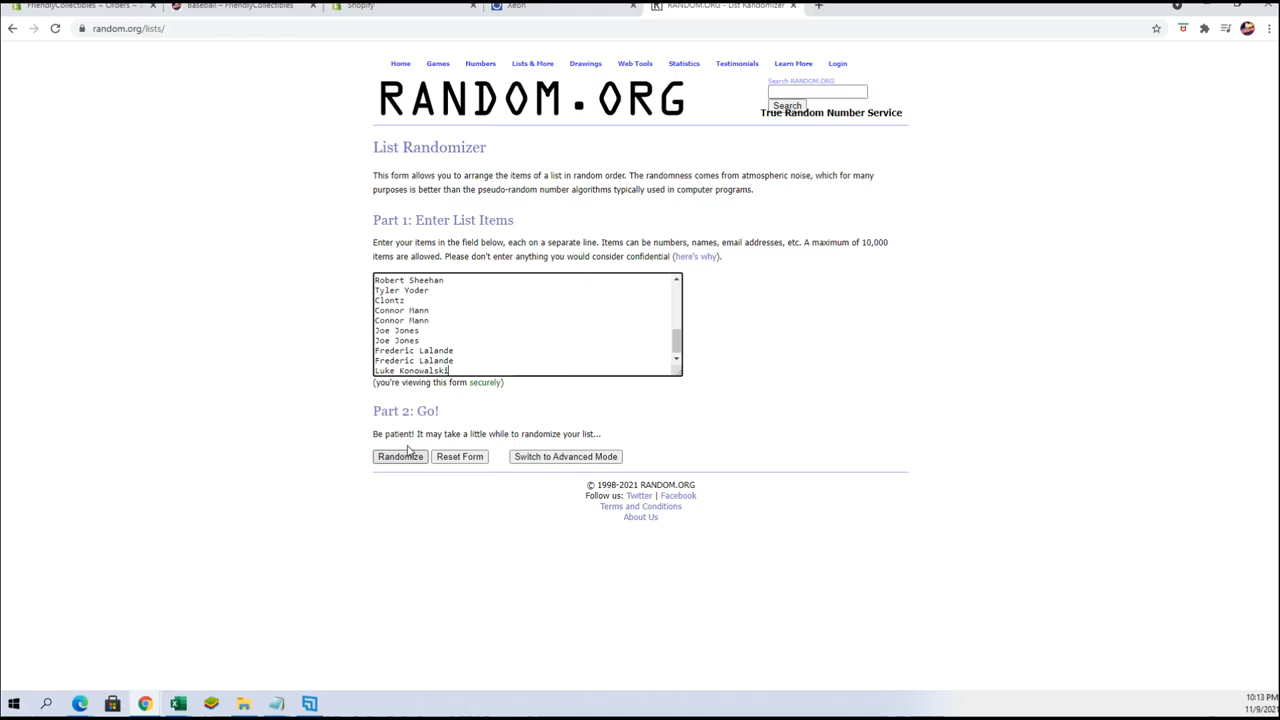 FriendlyCollectibles ~ Orders ~ S
Baseball – FriendlyCollectibles
Shopify
Xeon
RANDOM.ORG - List Randomizer
random.org/lists/
Home Games Numbers Lists & More Drawings Web Tools Statistics Testimonials Learn More Login
RANDOM.ORG
Search RANDOM.ORG
Search
True Random Number Service
List Randomizer
This form allows you to arrange the items of a list in random order. The randomness comes from atmospheric noise, which for many
purposes is better than the pseudo-random number algorithms typically used in computer programs.
Part 1: Enter List Items
Enter your items in the field below, each on a separate line. Items can be numbers, names, email addresses, etc. A maximum of 10,000
items are allowed. Please don't enter anything you would consider confidential (here's why).
Robert Sheehan
Tyler Yoder
Clontz
Connor Mann
Connor Mann
Joe Jones
Joe Jones
Frederic Lalande
Frederic Lalande
Luke Konowalski
(you're viewing this form securely)
Part 2: Go!
Be patient! It may take a little while to randomize your list...
Randomize Reset Form Switch to Advanced Mode
© 1998-2021 RANDOM.ORG
Follow us: Twitter | Facebook
Terms and Conditions
About Us
10:13 PM
11/9/2021